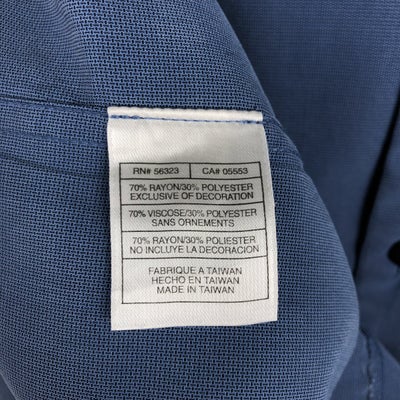 RN# 56323 CA# 05553
70% RAYON/30% POLYESTER
EXCLUSIVE OF DECORATION
70% VISCOSE/30% POLYESTER
SANS ORNEMENTS
70% RAYON/30% POLIESTER
NO INCLUYE LA DECORACION
FABRIQUE A TAIWAN
HECHO EN TAIWAN
MADE IN TAIWAN